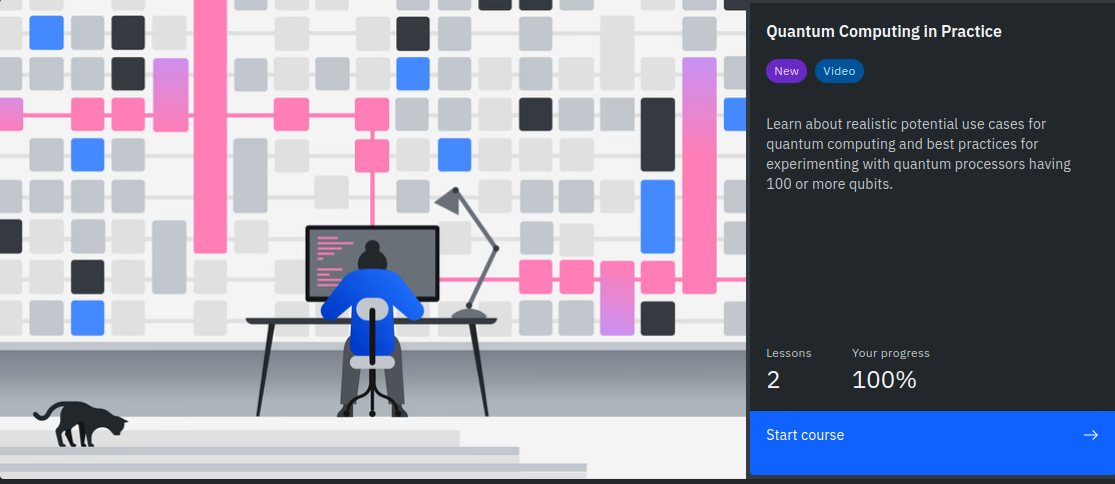 Quantum Computing in Practice
New
Video
Learn about realistic potential use cases for
quantum computing and best practices for
experimenting with quantum processors having
100 or more qubits.
Lessons
Your progress
2
100%
Start course